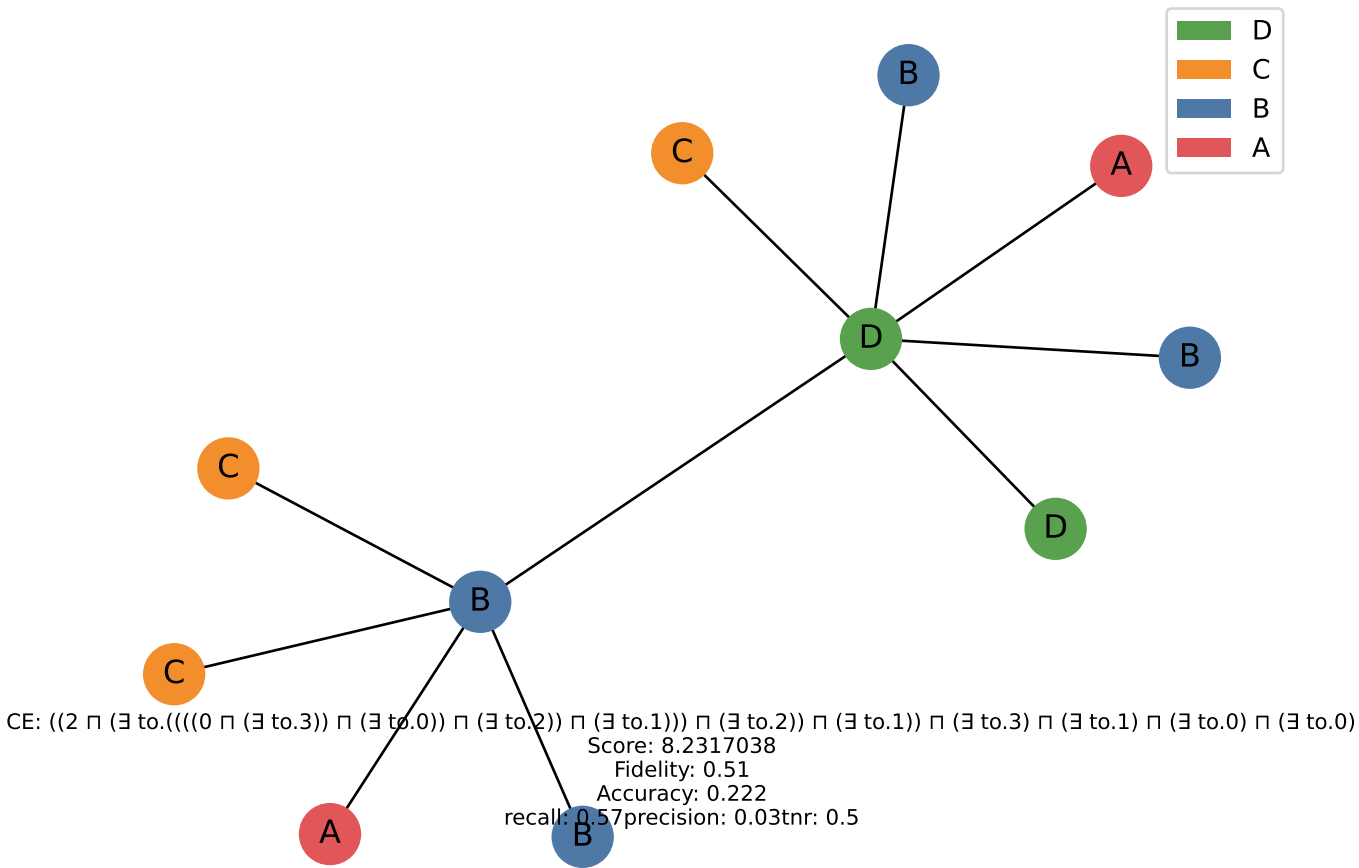 D
B
C
C
B
A
A
D
B
C
D
B
C
CE: ((2 ⊓ (∃ to.((((0 ⊓ (∃ to.3)) ⊓ (∃ to.0)) ⊓ (∃ to.2)) ⊓ (∃ to.1))) ⊓ (∃ to.2)) ⊓ (∃ to.1)) ⊓ (∃ to.3) ⊓ (∃ to.1) ⊓ (∃ to.0) ⊓ (∃ to.0)
Score: 8.2317038
Fidelity: 0.51
Accuracy: 0.222
recall: 0.57precision: 0.03tnr: 0.5
A
B